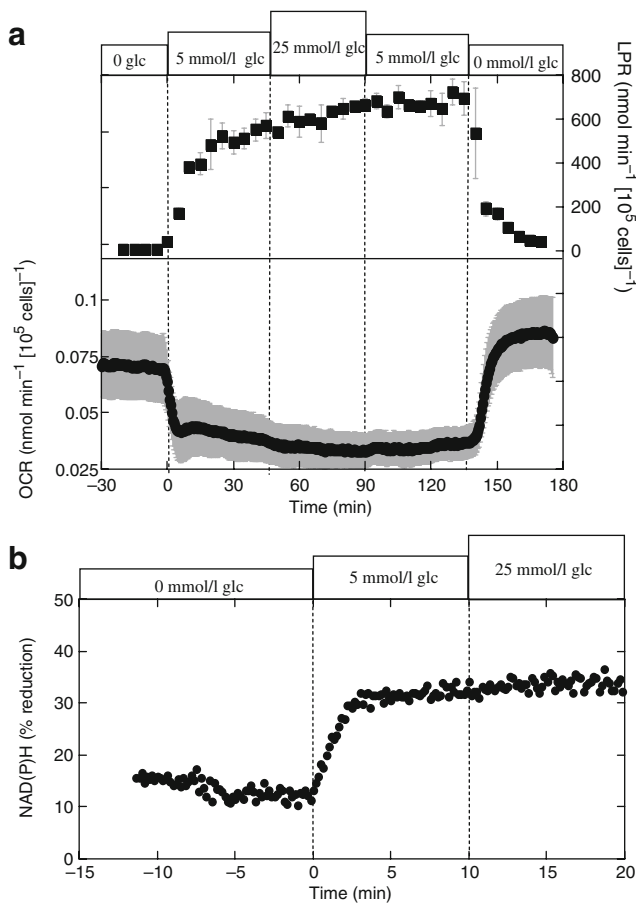 a
0 glc
5 mmol/l glc
25 mmol/l glc
5 mmol/l glc
0 mmol/l glc
800
600
400
200
0
LPR (nmol min⁻¹ [10⁵ cells]⁻¹)
0.1
0.075
0.05
0.025
OCR (nmol min⁻¹ [10⁵ cells]⁻¹)
−30 0 30 60 90 120 150 180
Time (min)
b
0 mmol/l glc
5 mmol/l glc
25 mmol/l glc
50
40
30
20
10
0
NAD(P)H (% reduction)
−15 −10 −5 0 5 10 15 20
Time (min)